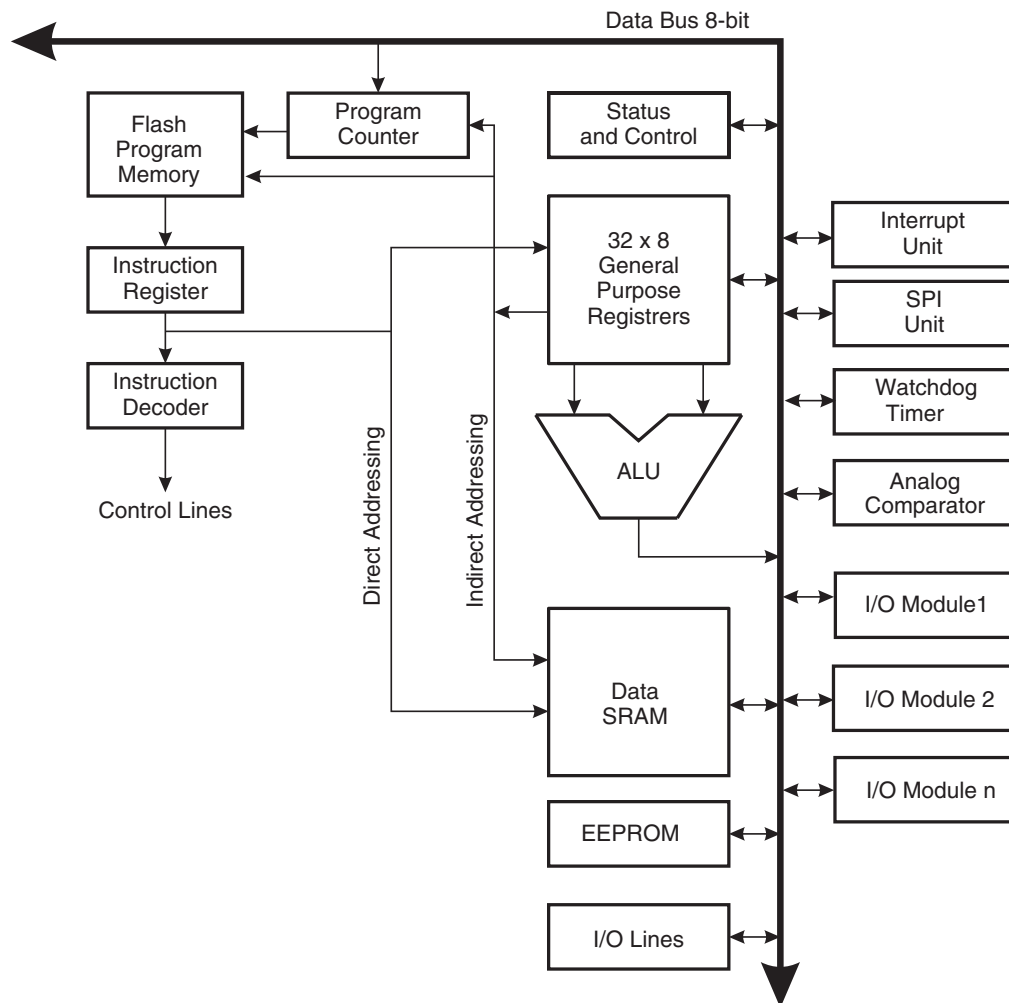 Data Bus 8-bit
Flash
Program
Memory
Program
Counter
Status
and Control
32 x 8
General
Purpose
Registrers
Interrupt
Unit
Instruction
Register
SPI
Unit
Instruction
Decoder
Watchdog
Timer
ALU
Analog
Comparator
Control Lines
Direct Addressing
Indirect Addressing
I/O Module1
Data
SRAM
I/O Module 2
I/O Module n
EEPROM
I/O Lines